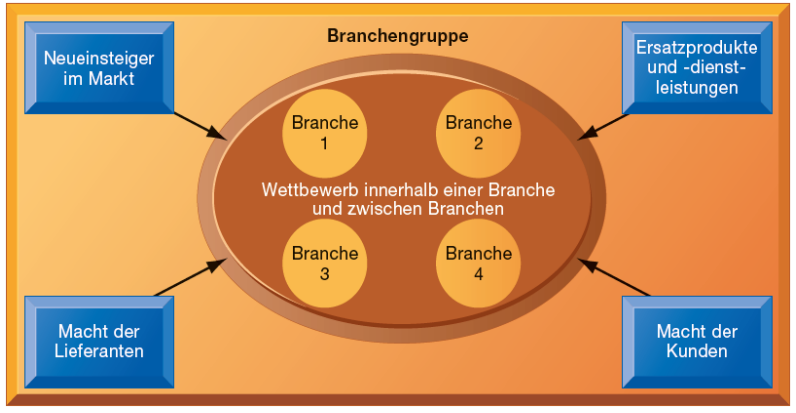 Branchengruppe
Neueinsteiger
im Markt
Ersatzprodukte
und -dienst-
leistungen
Branche
1
Branche
2
Wettbewerb innerhalb einer Branche
und zwischen Branchen
Branche
3
Branche
4
Macht der
Lieferanten
Macht der
Kunden